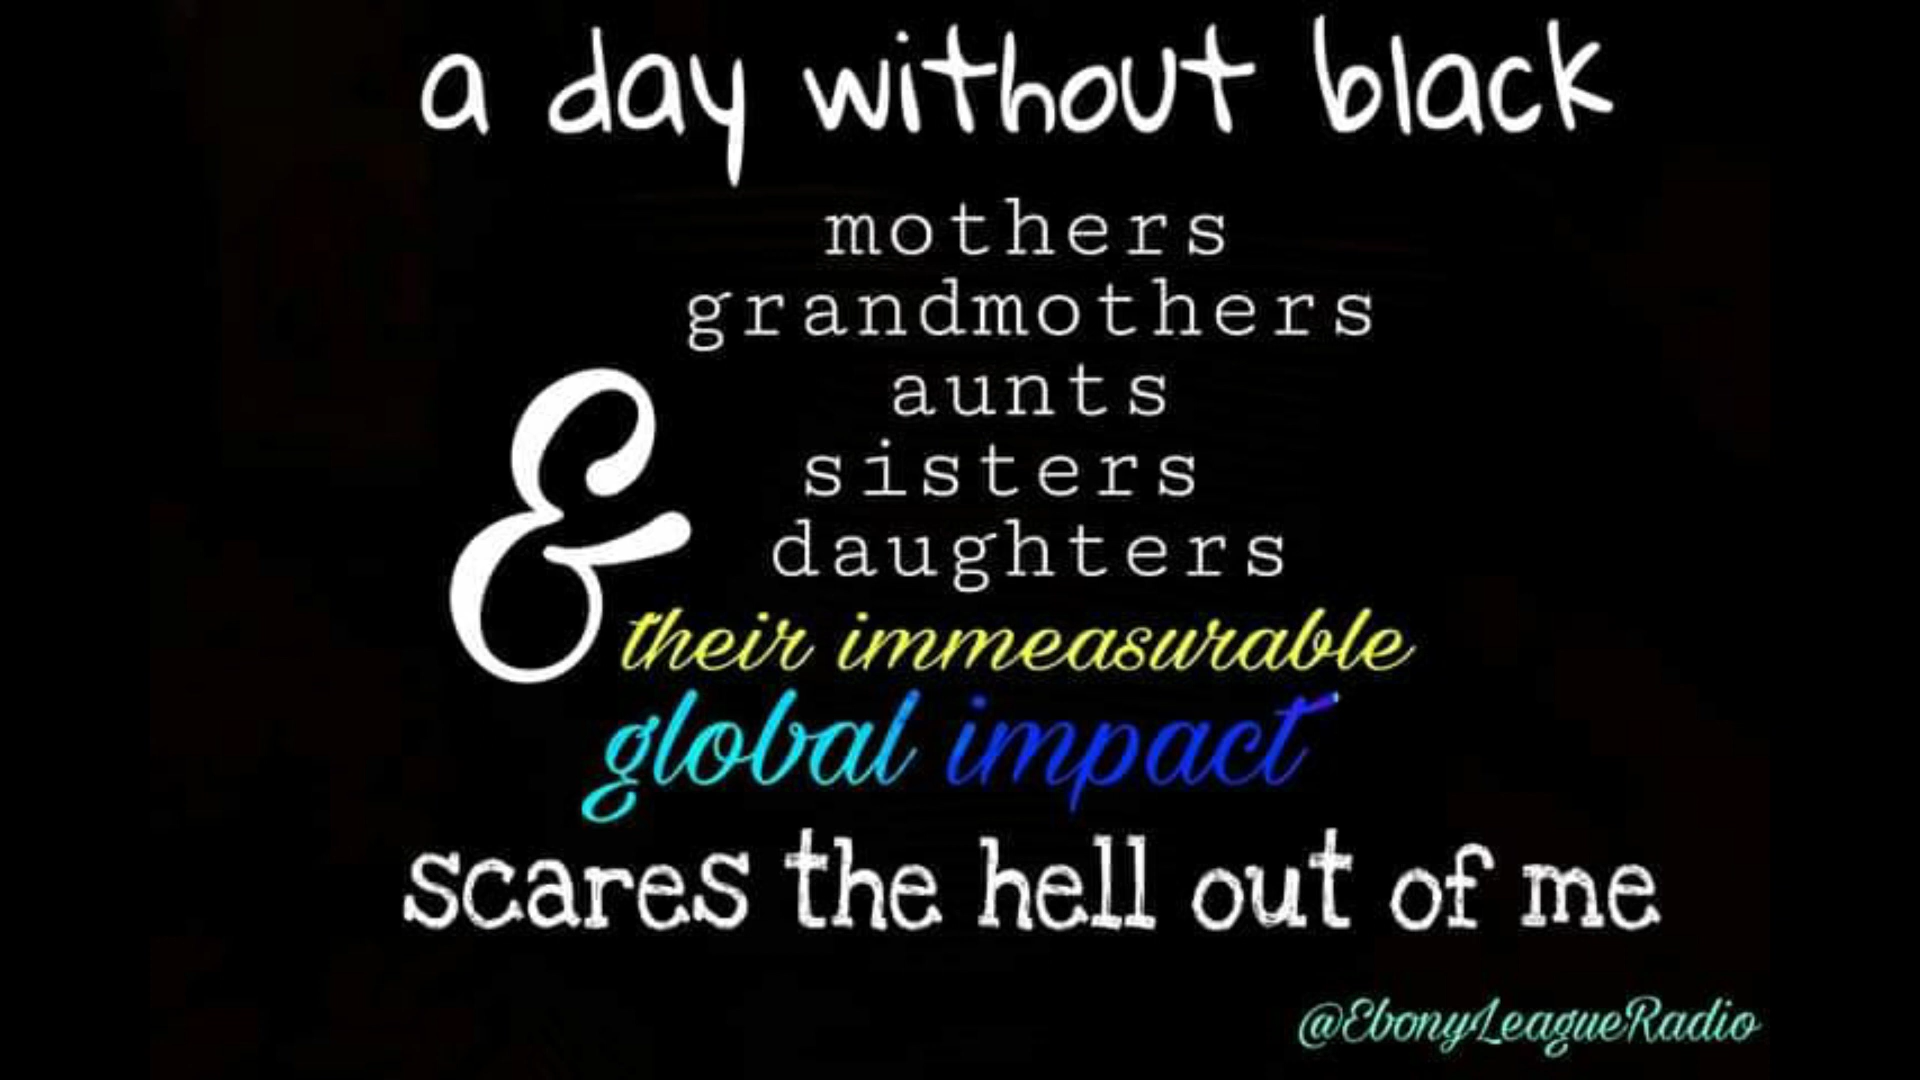 a day without black
mothers
grandmothers
aunts
sisters
daughters
& their immeasurable
global impact
scares the hell out of me
@EbonyLeagueRadio